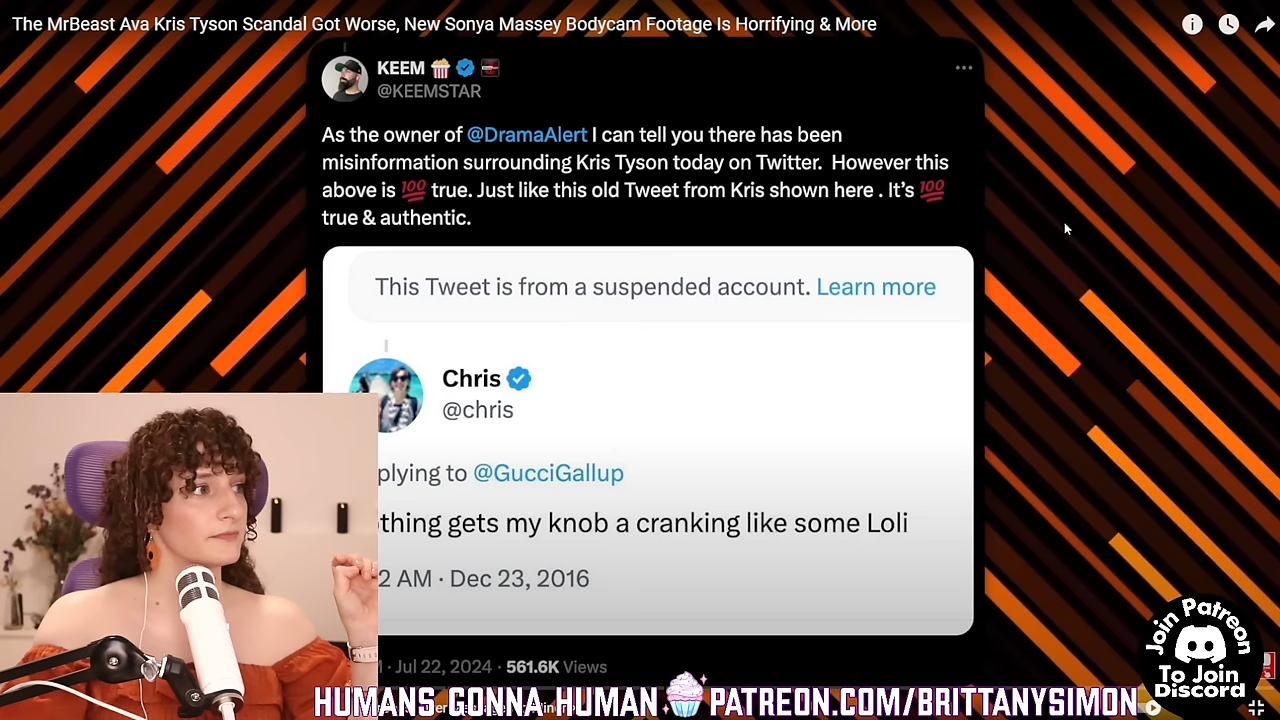 The MrBeast Ava Kris Tyson Scandal Got Worse, New Sonya Massey Bodycam Footage Is Horrifying & More
KEEM 🍿
@KEEMSTAR
As the owner of @DramaAlert I can tell you there has been
misinformation surrounding Kris Tyson today on Twitter. However this
above is 💯 true. Just like this old Tweet from Kris shown here . It's 💯
true & authentic.
This Tweet is from a suspended account. Learn more
Chris
@chris
plying to @GucciGallup
thing gets my knob a cranking like some Loli
2 AM · Dec 23, 2016
M · Jul 22, 2024 · 561.6K Views
HUMANS GONNA HUMAN 🧁 PATREON.COM/BRITTANYSIMON
Join Patreon
To Join
Discord